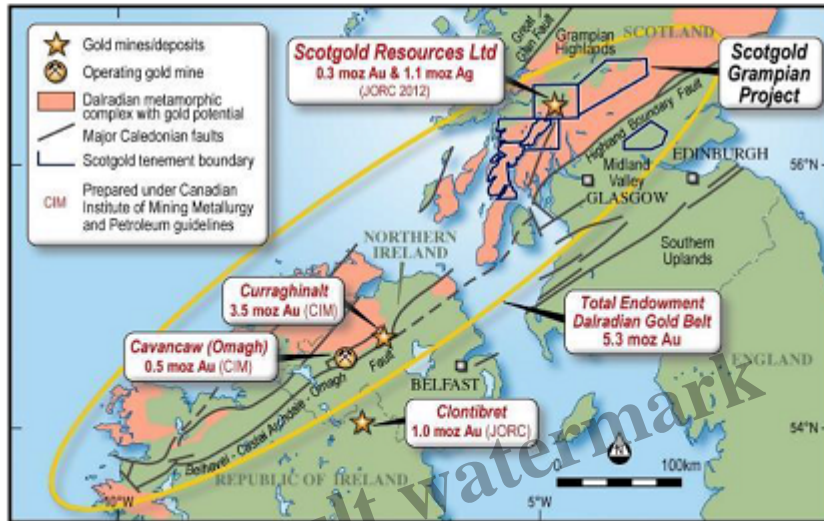 Gold mines/deposits
Operating gold mine
Dalradian metamorphic
complex with gold potential
Major Caledonian faults
Scotgold tenement boundary
CIM Prepared under Canadian
Institute of Mining Metallurgy
and Petroleum guidelines
Great
Glen Fault
Grampian
Highlands
SCOTLAND
Scotgold Resources Ltd
0.3 moz Au & 1.1 moz Ag
(JORC 2012)
Scotgold
Grampian
Project
Highland Boundary Fault
Midland
Valley
EDINBURGH
GLASGOW
56°N
Southern
Uplands
NORTHERN
IRELAND
Curraghinalt
3.5 moz Au (CIM)
Cavancaw (Omagh)
0.5 moz Au (CIM)
Total Endowment
Dalradian Gold Belt
5.3 moz Au
ENGLAND
BELFAST
Clontibret
1.0 moz Au (JORC)
54°N
Fault
REPUBLIC OF IRELAND
10°W
5°W
N
0 100km
watermark